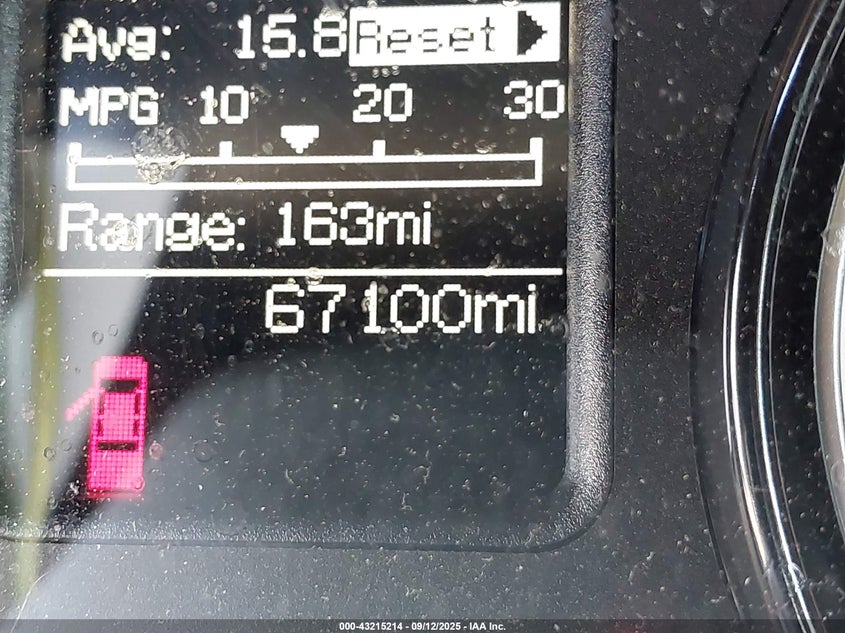 Avg: 15.8 Reset
MPG 10 20 30
Range: 163mi
67100mi
000-43215214 - 09/12/2025 - IAA Inc.